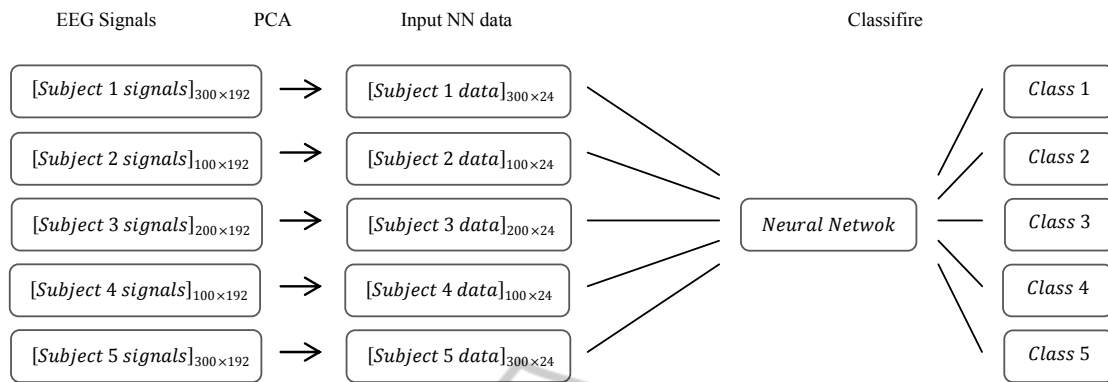 EEG Signals PCA Input NN data Classifire
[Subject 1 signals]300×192 [Subject 1 data]300×24 Class 1
[Subject 2 signals]100×192 [Subject 2 data]100×24 Class 2
[Subject 3 signals]200×192 [Subject 3 data]200×24 Neural Netwok Class 3
[Subject 4 signals]100×192 [Subject 4 data]100×24 Class 4
[Subject 5 signals]300×192 [Subject 5 data]300×24 Class 5